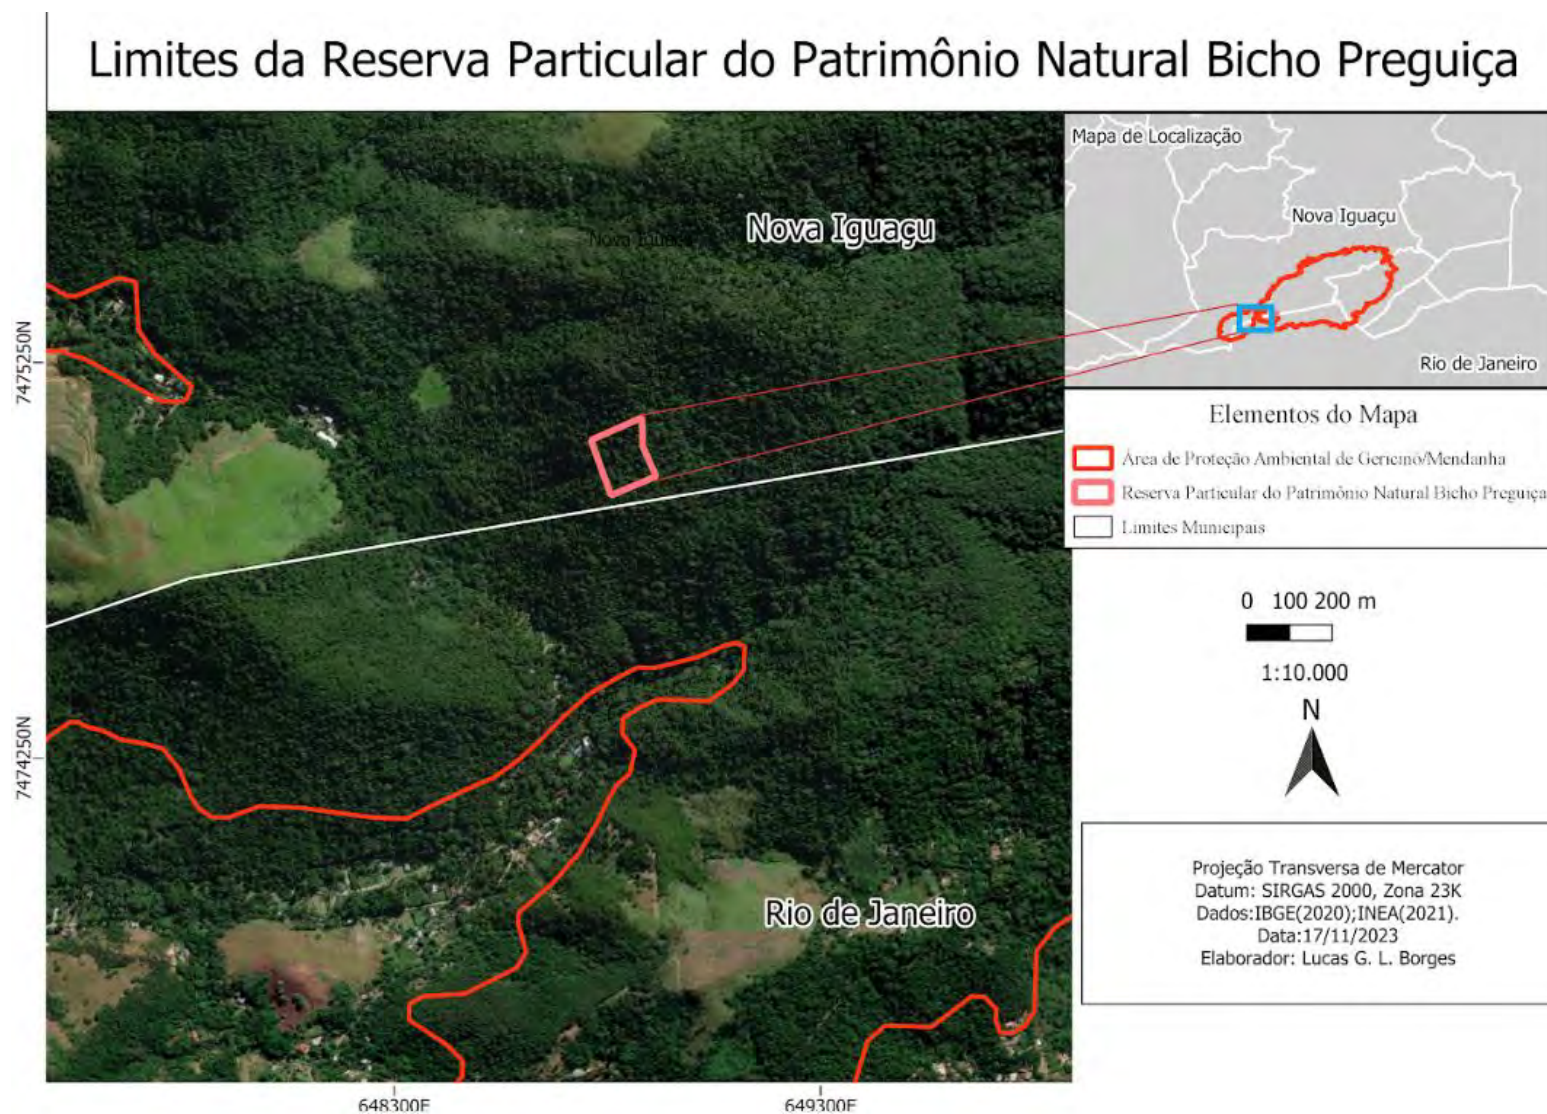 Limites da Reserva Particular do Patrimônio Natural Bicho Preguiça
Mapa de Localização
Nova Iguaçu
Rio de Janeiro
Nova Iguaçu
Nova Iguaçu
7475250N
7474250N
Rio de Janeiro
648300E
649300E
Elementos do Mapa
Área de Proteção Ambiental de Gericinó/Mendanha
Reserva Particular do Patrimônio Natural Bicho Preguiça
Limites Municipais
0 100 200 m
1:10.000
N
Projeção Transversa de Mercator
Datum: SIRGAS 2000, Zona 23K
Dados:IBGE(2020);INEA(2021).
Data:17/11/2023
Elaborador: Lucas G. L. Borges